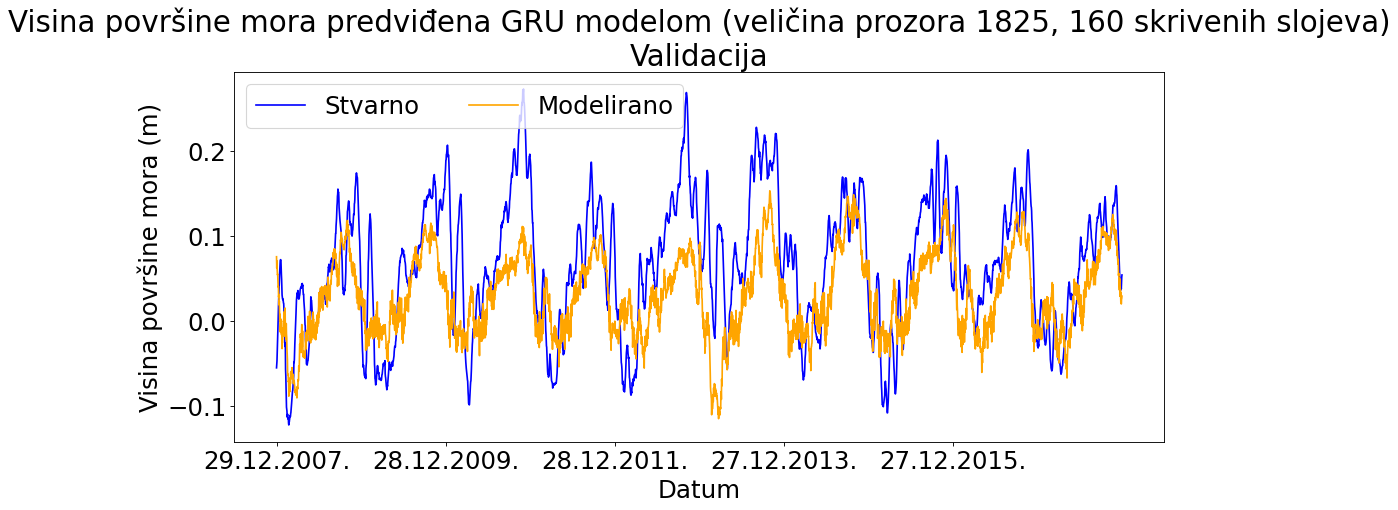 Visina površine mora predviđena GRU modelom (veličina prozora 1825, 160 skrivenih slojeva)
Validacija
Stvarno Modelirano
Visina površine mora (m)
0.2
0.1
0.0
−0.1
29.12.2007. 28.12.2009. 28.12.2011. 27.12.2013. 27.12.2015.
Datum